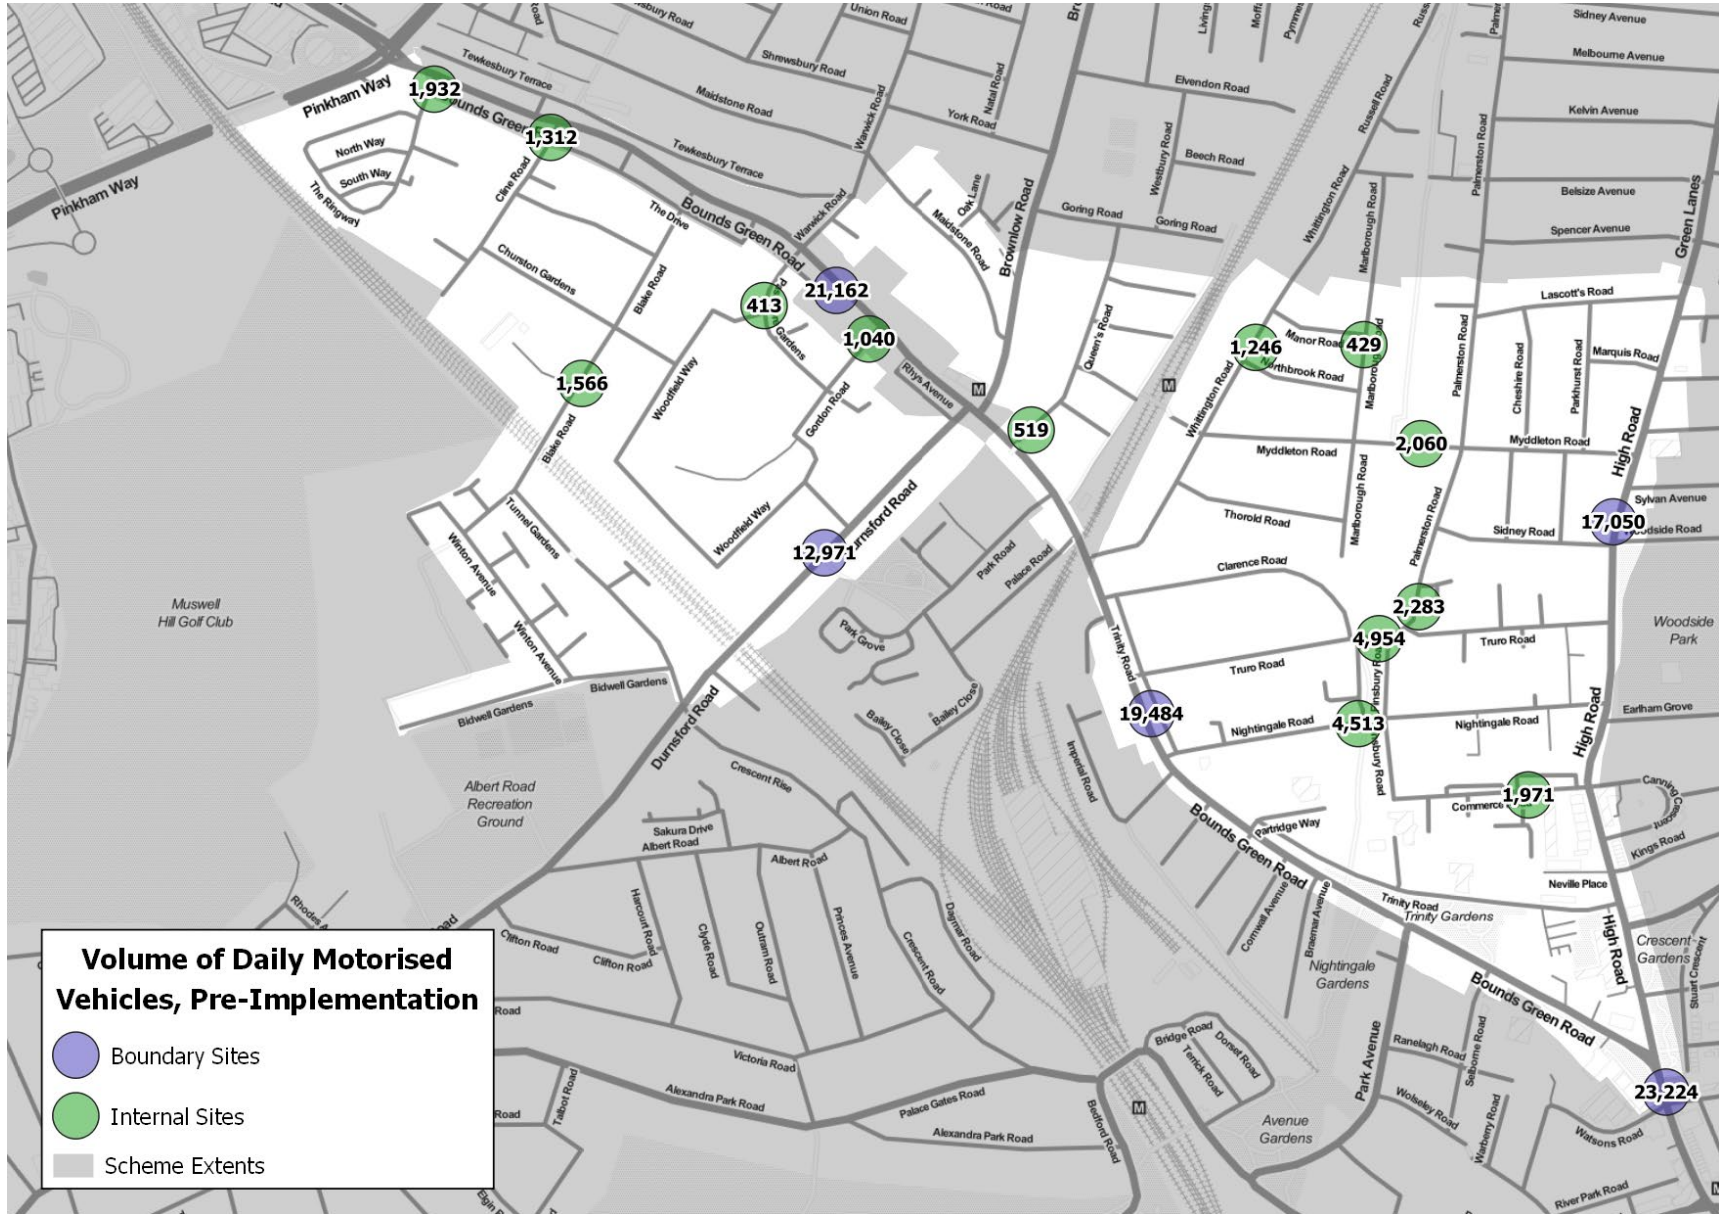 Sidney Avenue
Union Road
Melbourne Avenue
Shrewsbury Road
Tewkesbury Terrace
Elvendon Road
Pinkham Way
1,932
Maidstone Road
Natal Road
Russell Road
Kelvin Avenue
York Road
Warwick Road
1,312
North Way
Tewkesbury Terrace
Westbury Road
Beech Road
Palmerston Road
South Way
Cline Road
Pinkham Way
The Ringway
Belsize Avenue
Oak Lane
Whittington Road
Marlborough Road
Green Lanes
The Drive
Bounds Green Road
Warwick Road
Maidstone Road
Brownlow Road
Goring Road
Goring Road
Spencer Avenue
Churston Gardens
Blake Road
21,162
Lascott's Road
413
Gardens
1,040
Queen's Road
1,246
Manor Road
429
Northbrook Road
Palmerston Road
Cheshire Road
Parkhurst Road
Marquis Road
1,566
Woodfield Way
Rhys Avenue
M
M
Gordon Road
Whittington Road
Blake Road
519
Myddleton Road
2,060
Myddleton Road
High Road
Durnsford Road
Marlborough Road
Sylvan Avenue
Tunnel Gardens
Woodfield Way
Thorold Road
Palmerston Road
Sidney Road
17,050
12,971
Winton Avenue
Park Road
Palace Road
Clarence Road
Muswell
Hill Golf Club
2,283
Winton Avenue
Park Grove
Trinity Road
4,954
Truro Road
Woodside
Park
Truro Road
Bidwell Gardens
Bidwell Gardens
Durnsford Road
Bailey Close
Bailey Close
19,484
Nightingale Road
4,513
Nightingale Road
High Road
Earlham Grove
Imperial Road
Crescent Rise
Albert Road
Recreation
Ground
1,971
Canning
Crescent
Bounds Green Road
Partridge Way
Sakura Drive
Albert Road
Albert Road
Kings Road
Neville Place
Harcourt Road
Clyde Road
Outram Road
Princes Avenue
Crescent Road
Dagmar Road
Cornwall Avenue
Braemar Avenue
Trinity Road
Trinity Gardens
High Road
Clifton Road
Clifton Road
Crescent
Gardens
Stuart Crescent
Nightingale
Gardens
Bounds Green Road
Volume of Daily Motorised
Vehicles, Pre-Implementation
Boundary Sites
Internal Sites
Scheme Extents
Road
Victoria Road
Bridge Road
Terrick Road
Dorset Road
Park Avenue
Ranelagh Road
Selborne Road
Talbot Road
Alexandra Park Road
Palace Gates Road
Bedford Road
M
Wolseley Road
Warberry Road
23,224
Road
Alexandra Park Road
Avenue
Gardens
Watsons Road
River Park Road
M